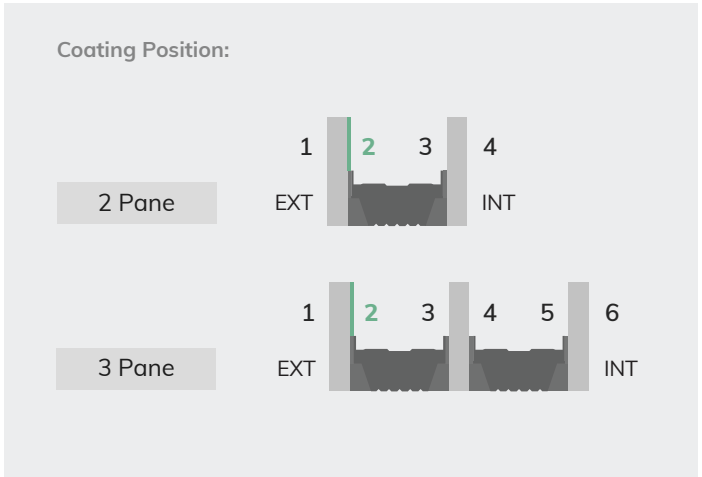 Coating Position:
1 2 3 4
2 Pane EXT INT
1 2 3 4 5 6
3 Pane EXT INT